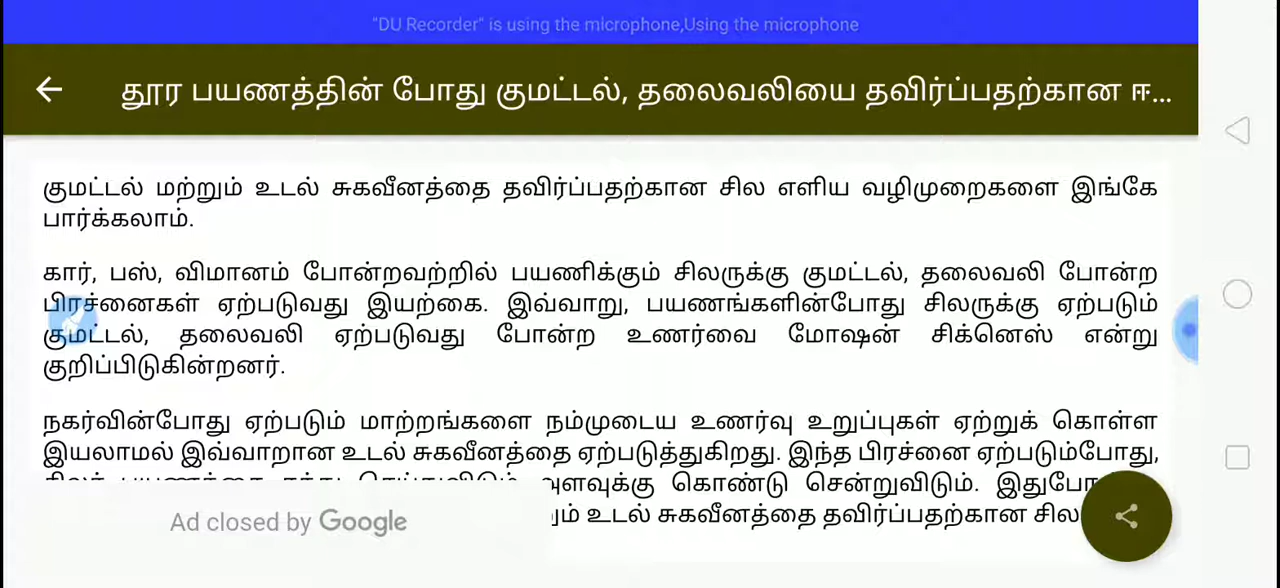 "DU Recorder" is using the microphone,Using the microphone
தூர பயணத்தின் போது குமட்டல், தலைவலியை தவிர்ப்பதற்கான ஈ...
குமட்டல் மற்றும் உடல் சுகவீனத்தை தவிர்ப்பதற்கான சில எளிய வழிமுறைகளை இங்கே
பார்க்கலாம்.
கார், பஸ், விமானம் போன்றவற்றில் பயணிக்கும் சிலருக்கு குமட்டல், தலைவலி போன்ற
பிரச்னைகள் ஏற்படுவது இயற்கை. இவ்வாறு, பயணங்களின்போது சிலருக்கு ஏற்படும்
குமட்டல், தலைவலி ஏற்படுவது போன்ற உணர்வை மோஷன் சிக்னெஸ் என்று
குறிப்பிடுகின்றனர்.
நகர்வின்போது ஏற்படும் மாற்றங்களை நம்முடைய உணர்வு உறுப்புகள் ஏற்றுக் கொள்ள
இயலாமல் இவ்வாறான உடல் சுகவீனத்தை ஏற்படுத்துகிறது. இந்த பிரச்னை ஏற்படும்போது,
கொண்டு சென்றுவிடும்.
உடல் சுகவீனத்தை தவிர்ப்பதற்கான சில
Ad closed by Google